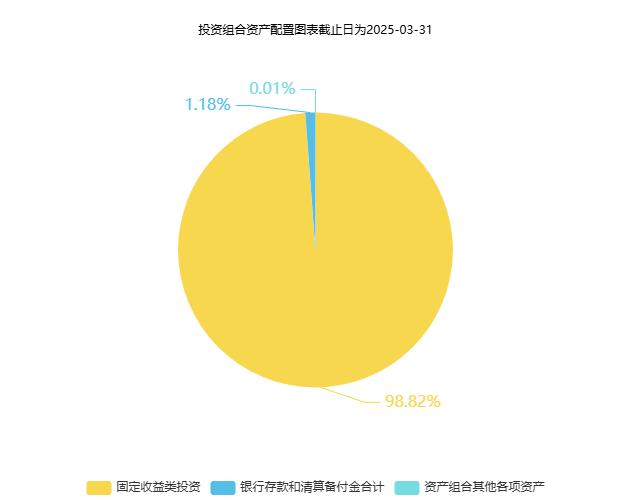 投资组合资产配置图表截止日为2025-03-31
0.01%
1.18%
98.82%
固定收益类投资 银行存款和清算备付金合计 资产组合其他各项资产